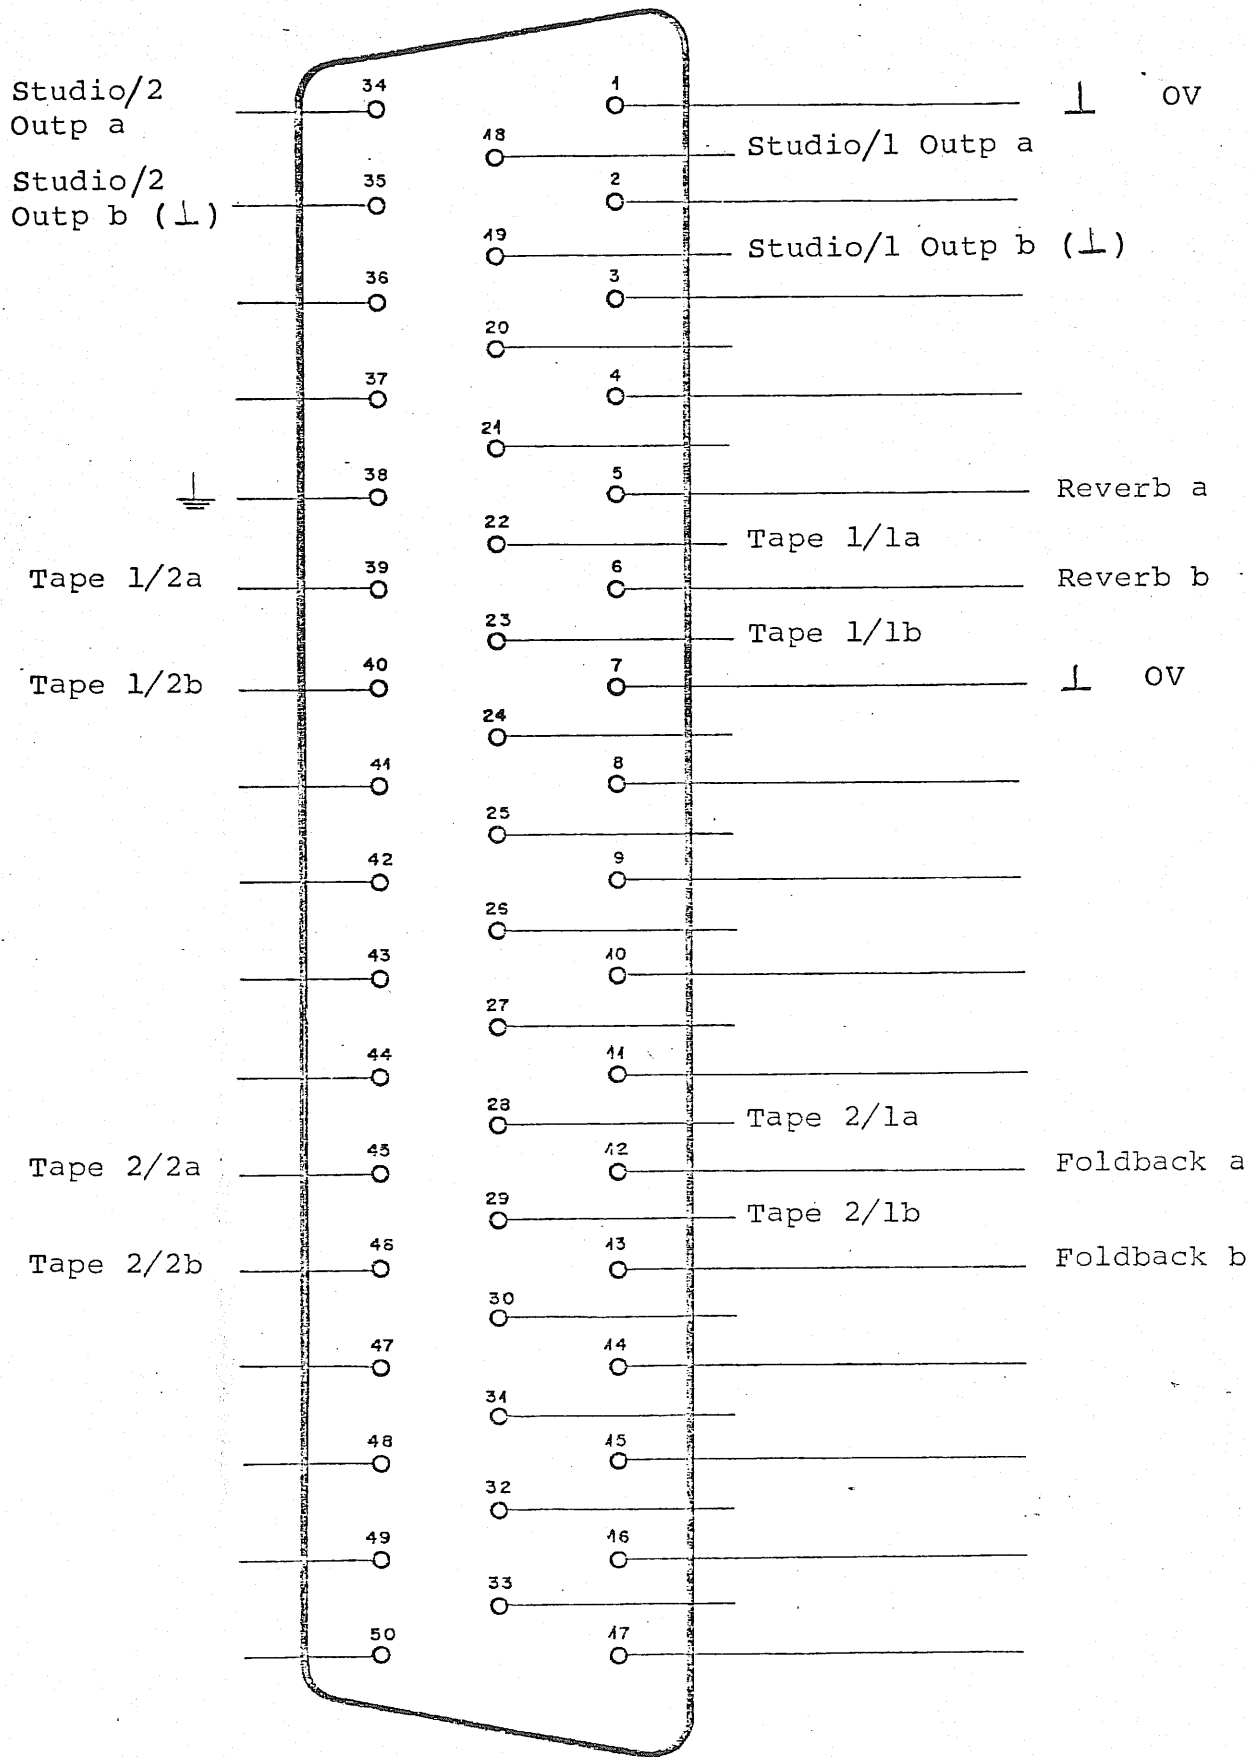 Studio/2
Outp a
34
1
⊥ OV
18
Studio/1 Outp a
Studio/2
Outp b (⊥)
35
2
19
Studio/1 Outp b (⊥)
36
3
20
37
4
21
38
5
Reverb a
22
Tape 1/1a
Tape 1/2a
39
6
Reverb b
23
Tape 1/1b
Tape 1/2b
40
7
⊥ OV
24
41
8
25
42
9
26
43
10
27
44
11
28
Tape 2/1a
Tape 2/2a
45
12
Foldback a
29
Tape 2/1b
Tape 2/2b
46
13
Foldback b
30
47
14
31
48
15
32
49
16
33
50
17